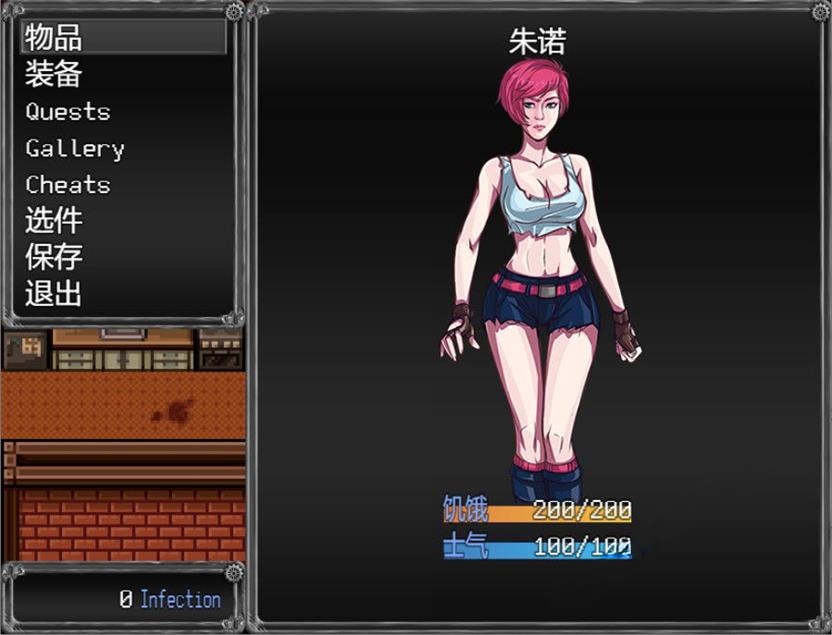 物品
装备
Quests
Gallery
Cheats
选件
保存
退出
朱诺
饥饿 200/200
士气 100/100
0 Infection